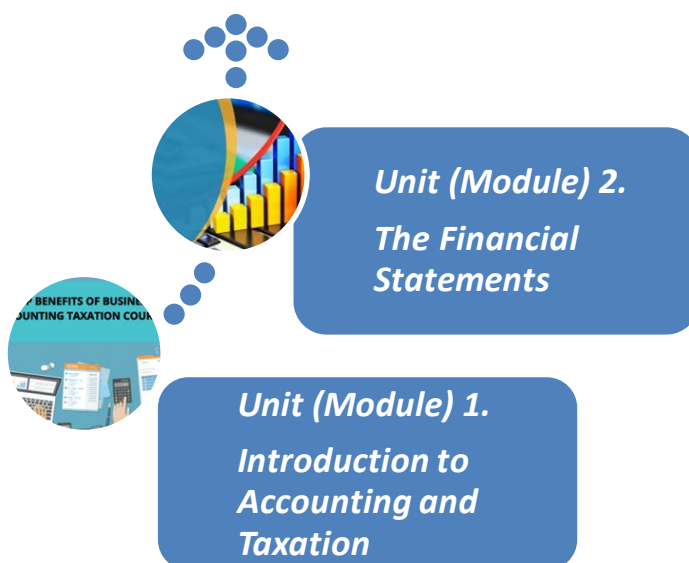 Unit (Module) 2.
The Financial
Statements
BENEFITS OF
TAXATION
Unit (Module) 1.
Introduction to
Accounting and
Taxation